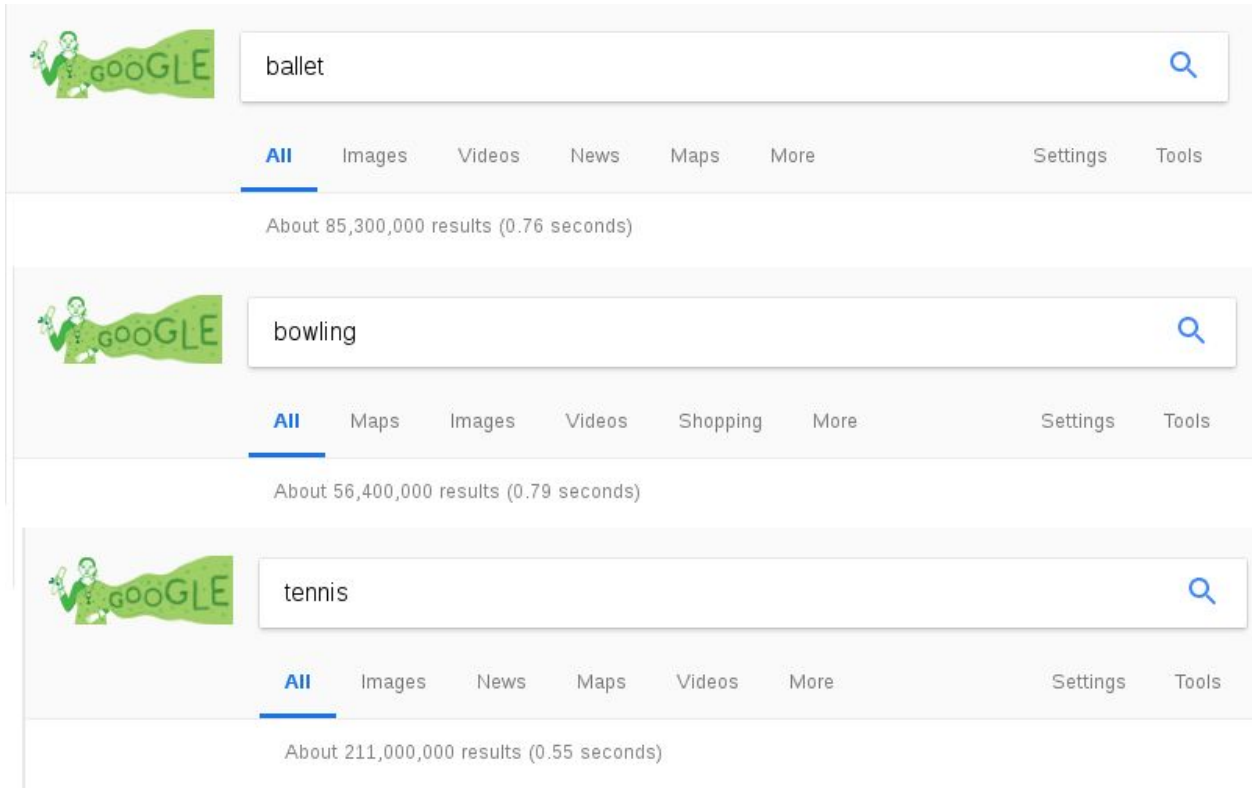 GOOGLE ballet
All Images Videos News Maps More Settings Tools
About 85,300,000 results (0.76 seconds)
GOOGLE bowling
All Maps Images Videos Shopping More Settings Tools
About 56,400,000 results (0.79 seconds)
GOOGLE tennis
All Images News Maps Videos More Settings Tools
About 211,000,000 results (0.55 seconds)